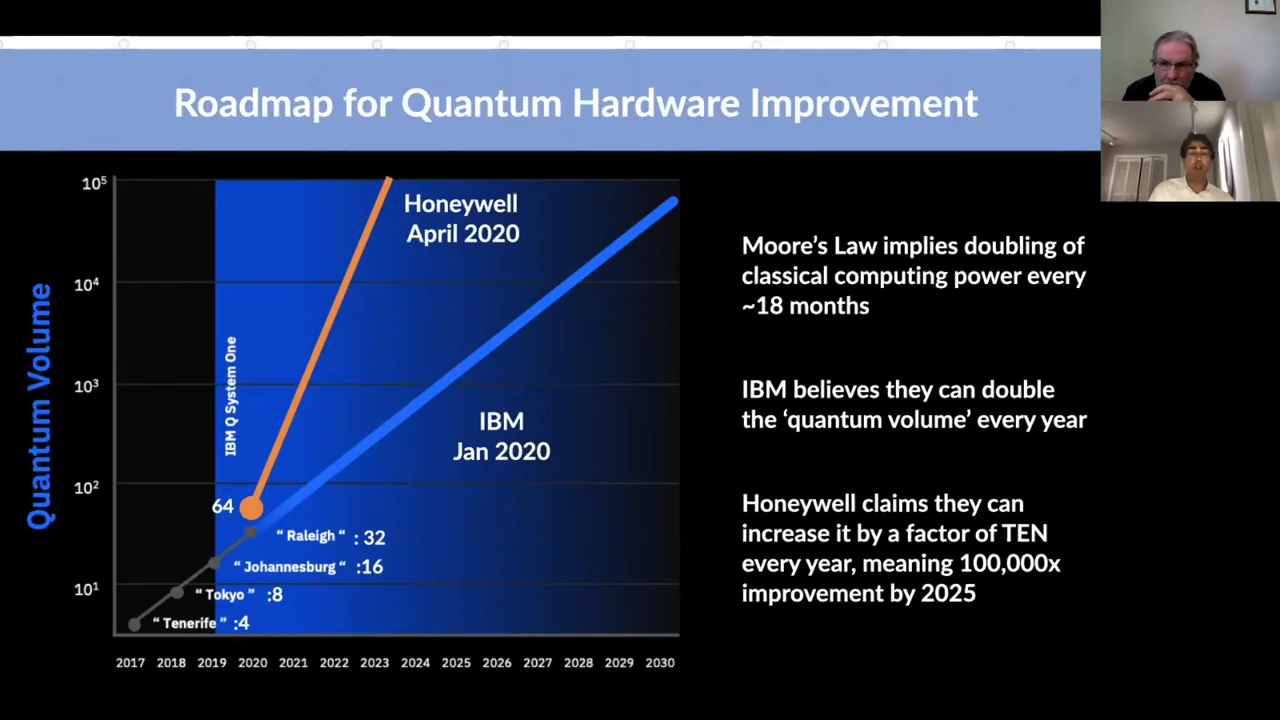 Roadmap for Quantum Hardware Improvement
Quantum Volume
10⁵
10⁴
10³
10²
10¹
IBM Q System One
Honeywell
April 2020
IBM
Jan 2020
64
“ Raleigh “ : 32
“ Johannesburg “ :16
“ Tokyo ” :8
“ Tenerife ” :4
2017 2018 2019 2020 2021 2022 2023 2024 2025 2026 2027 2028 2029 2030
Moore’s Law implies doubling of
classical computing power every
~18 months
IBM believes they can double
the ‘quantum volume’ every year
Honeywell claims they can
increase it by a factor of TEN
every year, meaning 100,000x
improvement by 2025